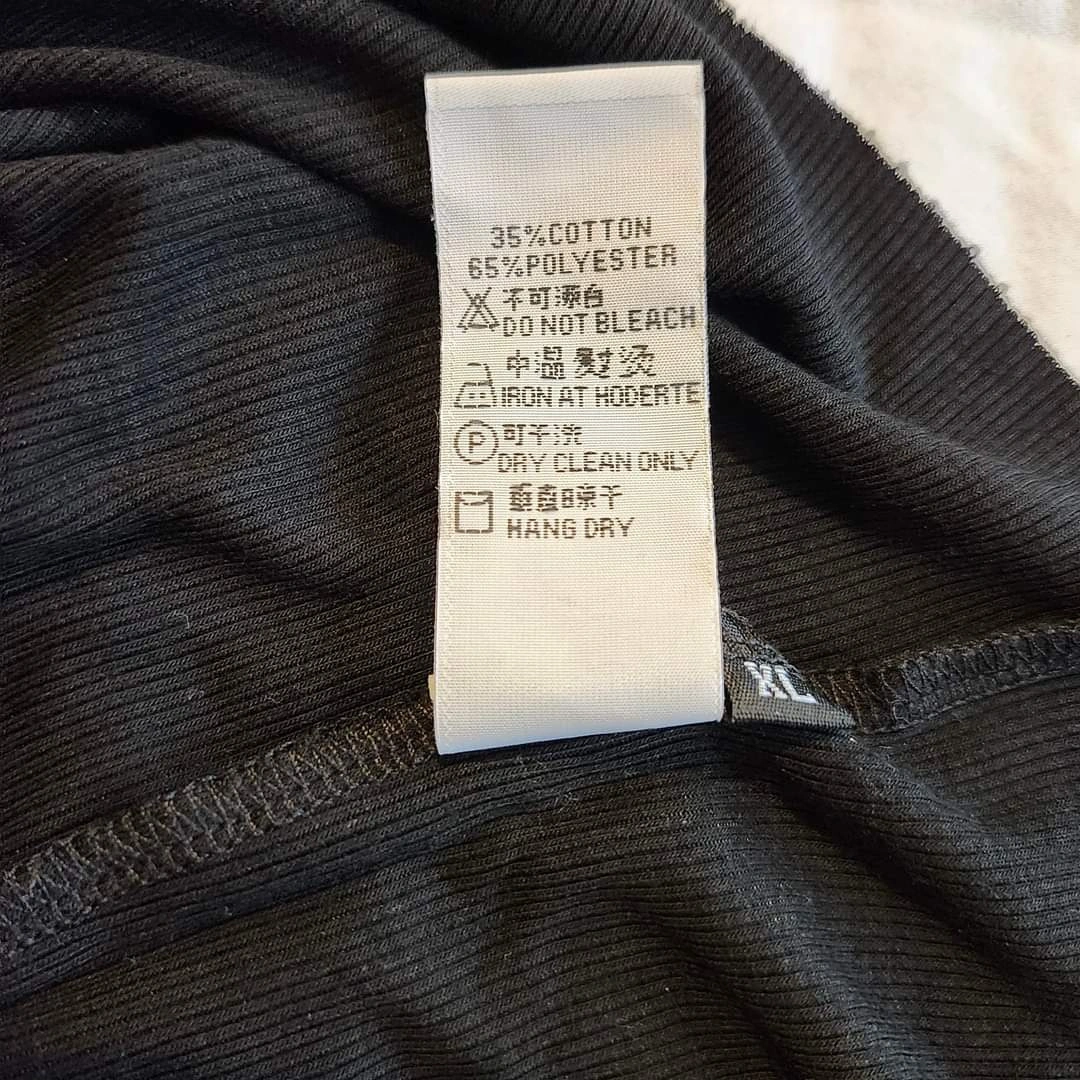 35%COTTON
65%POLYESTER
不可漂白
DO NOT BLEACH
中温熨烫
IRON AT HODERTE
P
可干洗
DRY CLEAN ONLY
垂直晾干
HANG DRY
XL